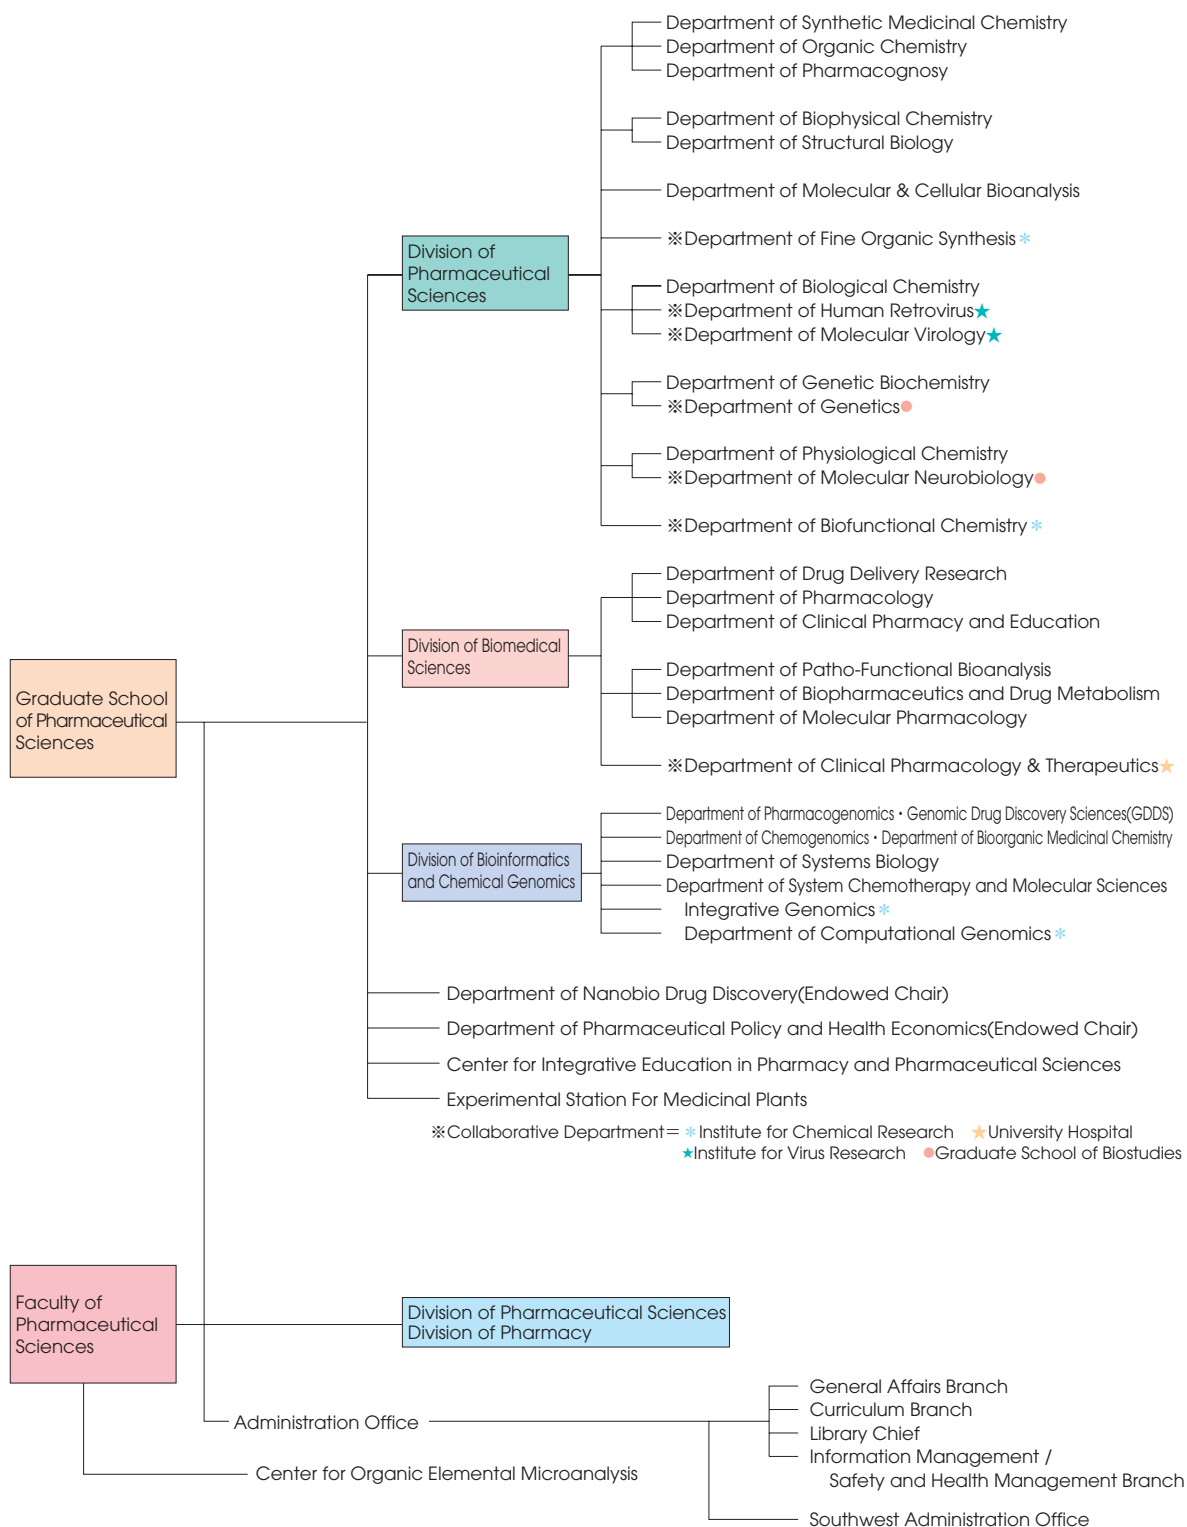 Department of Synthetic Medicinal Chemistry
Department of Organic Chemistry
Department of Pharmacognosy
Department of Biophysical Chemistry
Department of Structural Biology
Department of Molecular & Cellular Bioanalysis
※Department of Fine Organic Synthesis＊
Division of
Pharmaceutical
Sciences
Department of Biological Chemistry
※Department of Human Retrovirus★
※Department of Molecular Virology★
Department of Genetic Biochemistry
※Department of Genetics●
Department of Physiological Chemistry
※Department of Molecular Neurobiology●
※Department of Biofunctional Chemistry＊
Department of Drug Delivery Research
Department of Pharmacology
Department of Clinical Pharmacy and Education
Division of Biomedical
Sciences
Department of Patho-Functional Bioanalysis
Department of Biopharmaceutics and Drug Metabolism
Department of Molecular Pharmacology
Graduate School
of Pharmaceutical
Sciences
※Department of Clinical Pharmacology & Therapeutics★
Department of Pharmacogenomics・Genomic Drug Discovery Sciences(GDDS)
Department of Chemogenomics・Department of Bioorganic Medicinal Chemistry
Department of Systems Biology
Department of System Chemotherapy and Molecular Sciences
Integrative Genomics＊
Department of Computational Genomics＊
Division of Bioinformatics
and Chemical Genomics
Department of Nanobio Drug Discovery(Endowed Chair)
Department of Pharmaceutical Policy and Health Economics(Endowed Chair)
Center for Integrative Education in Pharmacy and Pharmaceutical Sciences
Experimental Station For Medicinal Plants
※Collaborative Department＝ ＊Institute for Chemical Research ★University Hospital
★Institute for Virus Research ●Graduate School of Biostudies
Faculty of
Pharmaceutical
Sciences
Division of Pharmaceutical Sciences
Division of Pharmacy
Administration Office
General Affairs Branch
Curriculum Branch
Library Chief
Information Management /
Safety and Health Management Branch
Center for Organic Elemental Microanalysis
Southwest Administration Office